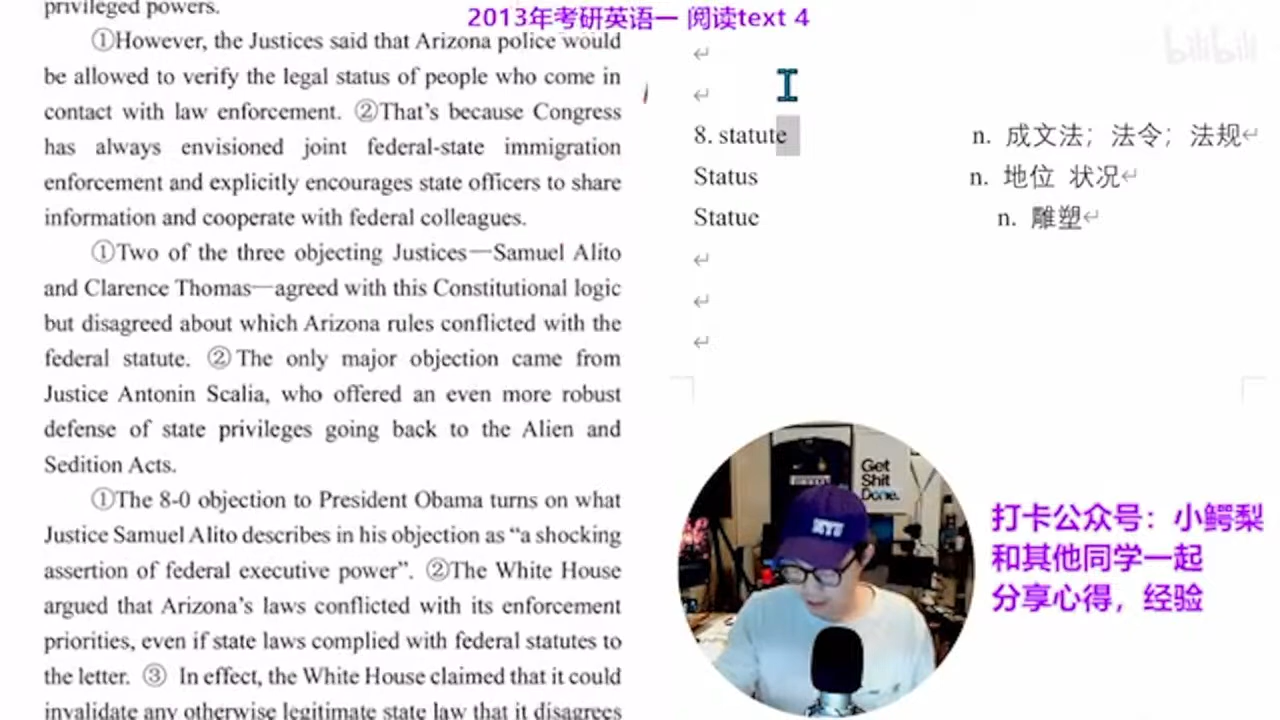 2013年考研英语一 阅读text 4
bilibili
privileged powers.
①However, the Justices said that Arizona police would
be allowed to verify the legal status of people who come in
contact with law enforcement. ②That's because Congress
has always envisioned joint federal-state immigration
enforcement and explicitly encourages state officers to share
information and cooperate with federal colleagues.
①Two of the three objecting Justices—Samuel Alito
and Clarence Thomas—agreed with this Constitutional logic
but disagreed about which Arizona rules conflicted with the
federal statute. ②The only major objection came from
Justice Antonin Scalia, who offered an even more robust
defense of state privileges going back to the Alien and
Sedition Acts.
①The 8-0 objection to President Obama turns on what
Justice Samuel Alito describes in his objection as “a shocking
assertion of federal executive power”. ②The White House
argued that Arizona's laws conflicted with its enforcement
priorities, even if state laws complied with federal statutes to
the letter. ③ In effect, the White House claimed that it could
invalidate any otherwise legitimate state law that it disagrees
8. statute n. 成文法；法令；法规
Status n. 地位 状况
Statue n. 雕塑
Get
Shit
Done.
NYU
打卡公众号：小鳄梨
和其他同学一起
分享心得，经验